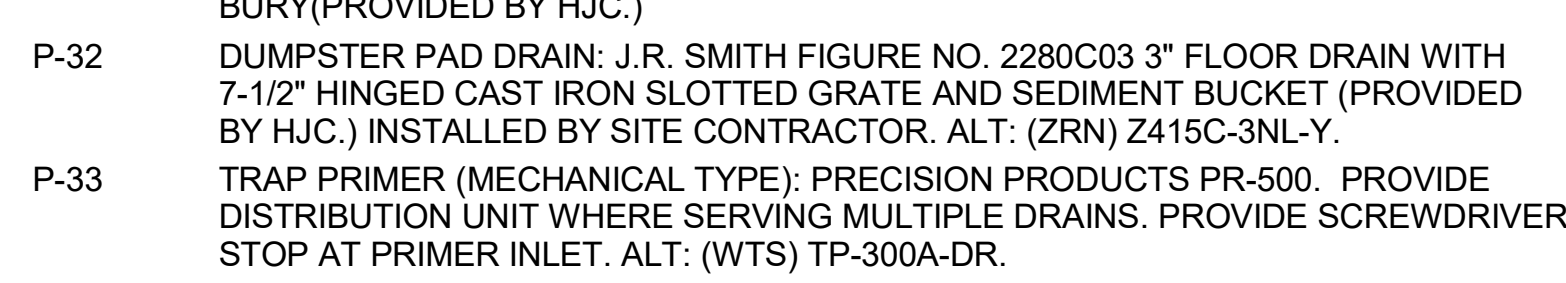 BURY(PROVIDED BY HJC.)
P-32 DUMPSTER PAD DRAIN: J.R. SMITH FIGURE NO. 2280C03 3" FLOOR DRAIN WITH
7-1/2" HINGED CAST IRON SLOTTED GRATE AND SEDIMENT BUCKET (PROVIDED
BY HJC.) INSTALLED BY SITE CONTRACTOR. ALT: (ZRN) Z415C-3NL-Y.
P-33 TRAP PRIMER (MECHANICAL TYPE): PRECISION PRODUCTS PR-500. PROVIDE
DISTRIBUTION UNIT WHERE SERVING MULTIPLE DRAINS. PROVIDE SCREWDRIVER
STOP AT PRIMER INLET. ALT: (WTS) TP-300A-DR.